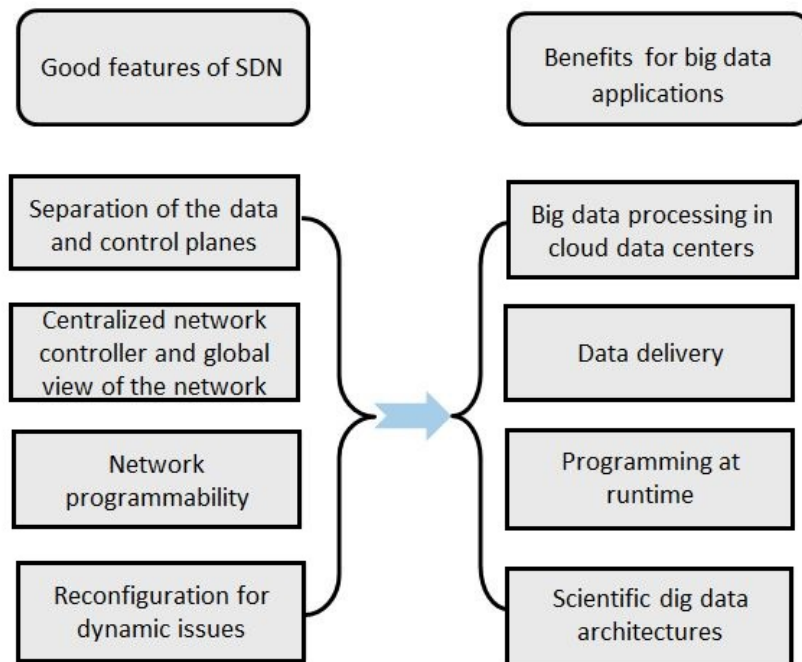 Good features of SDN
Benefits for big data
applications
Separation of the data
and control planes
Big data processing in
cloud data centers
Centralized network
controller and global
view of the network
Data delivery
Network
programmability
Programming at
runtime
Reconfiguration for
dynamic issues
Scientific dig data
architectures